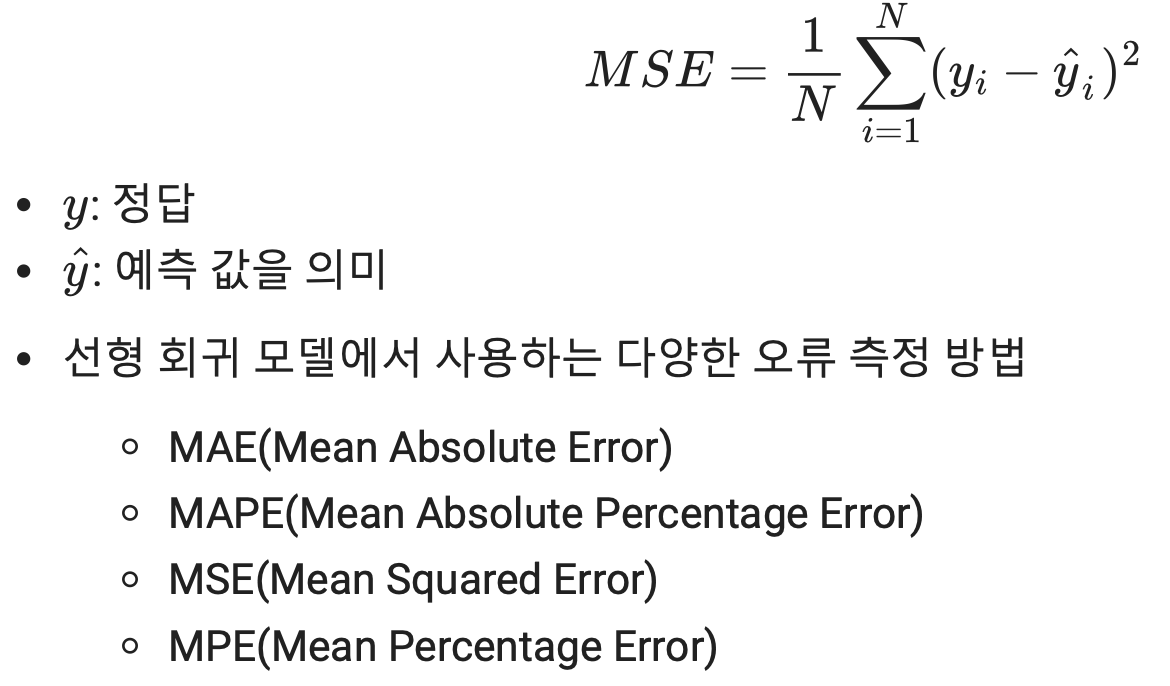 MSE = \frac{1}{N} \sum_{i=1}^{N} (y_i - \hat{y}_i)^2
• y: 정답
• ŷ: 예측 값을 의미
• 선형 회귀 모델에서 사용하는 다양한 오류 측정 방법
◦ MAE(Mean Absolute Error)
◦ MAPE(Mean Absolute Percentage Error)
◦ MSE(Mean Squared Error)
◦ MPE(Mean Percentage Error)